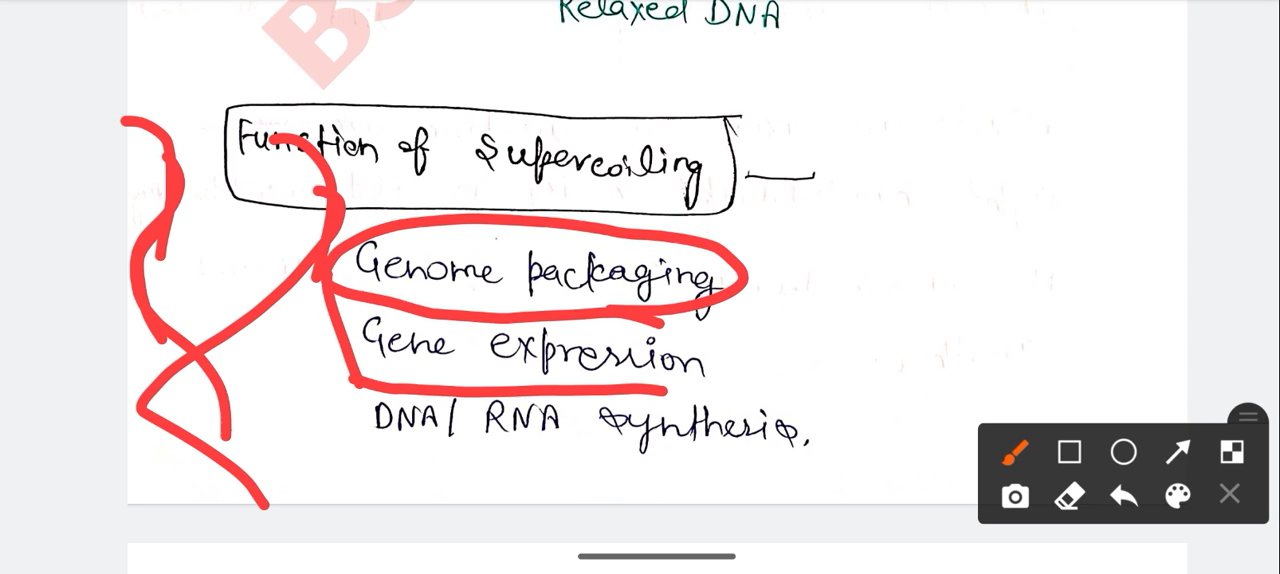 Relaxed DNA
Function of Supercoiling
Genome packaging
Gene expression
DNA/ RNA synthesis.